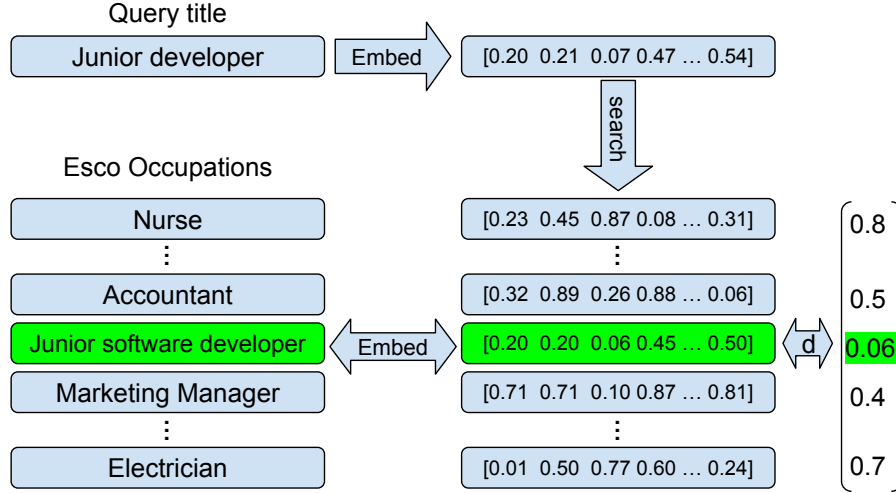 Query title
Junior developer Embed [0.20 0.21 0.07 0.47 … 0.54]
search
Esco Occupations
Nurse [0.23 0.45 0.87 0.08 … 0.31] 0.8
⋮ ⋮
Accountant [0.32 0.89 0.26 0.88 … 0.06] 0.5
Junior software developer Embed [0.20 0.20 0.06 0.45 … 0.50] d 0.06
Marketing Manager [0.71 0.71 0.10 0.87 … 0.81] 0.4
⋮ ⋮
Electrician [0.01 0.50 0.77 0.60 … 0.24] 0.7